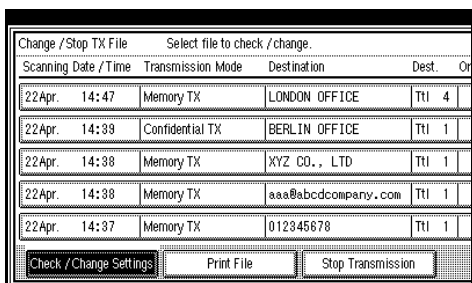 Change / Stop TX File Select file to check / change.
Scanning Date / Time Transmission Mode Destination Dest. Or
22Apr. 14:47 Memory TX LONDON OFFICE Ttl 4
22Apr. 14:39 Confidential TX BERLIN OFFICE Ttl 1
22Apr. 14:38 Memory TX XYZ CO., LTD Ttl 1
22Apr. 14:38 Memory TX aaa@abcdcompany.com Ttl 1
22Apr. 14:37 Memory TX 012345678 Ttl 1
Check / Change Settings Print File Stop Transmission